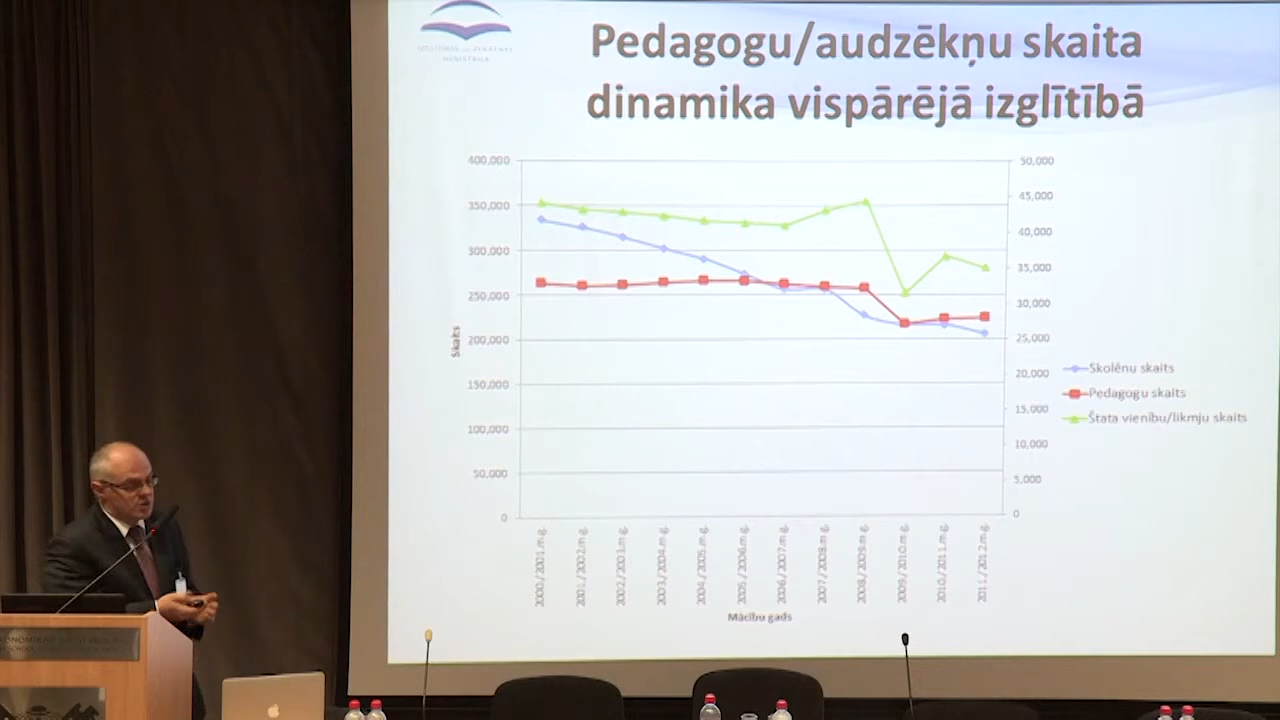 IZGLĪTĪBAS UN ZINĀTNES
MINISTRIJA
Pedagogu/audzēkņu skaita
dinamika vispārējā izglītībā
400,000
350,000
300,000
250,000
200,000
150,000
100,000
50,000
0
Skaits
50,000
45,000
40,000
35,000
30,000
25,000
20,000
15,000
10,000
5,000
0
2000./2001.m.g.
2001./2002.m.g.
2002./2003.m.g.
2003./2004.m.g.
2004./2005.m.g.
2005./2006.m.g.
2006./2007.m.g.
2007./2008.m.g.
2008./2009.m.g.
2009./2010.m.g.
2010./2011.m.g.
2011./2012.m.g.
Mācību gads
Skolēnu skaits
Pedagogu skaits
Štata vienību/likmju skaits